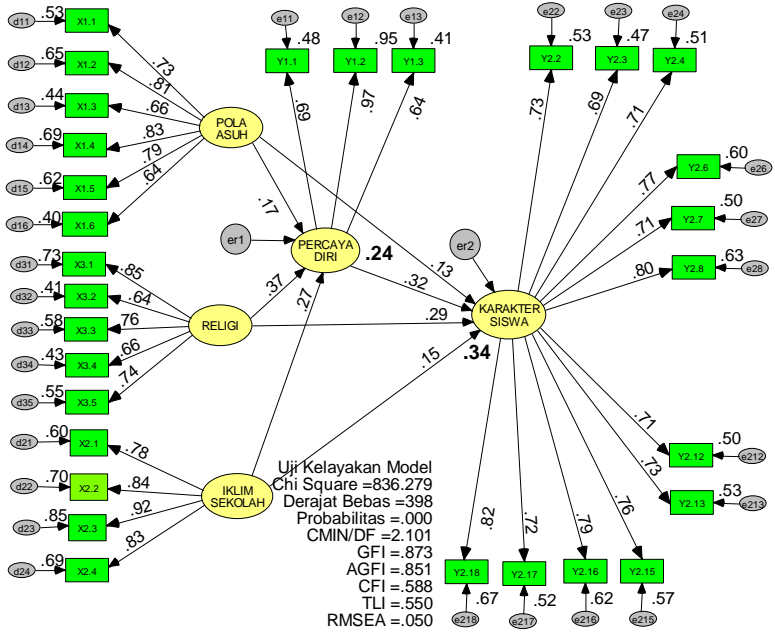 d11 .53 X1.1
d12 .65 X1.2
d13 .44 X1.3
d14 .69 X1.4
d15 .62 X1.5
d16 .40 X1.6
.73
.81
.66
.83
.79
.64
POLA
ASUH
e11 e12 e13
.48 .95 .41
Y1.1 Y1.2 Y1.3
.69 .97 .64
e22 e23 e24
.53 .47 .51
Y2.2 Y2.3 Y2.4
.73 .69 .71
.60
Y2.6 e26
.77
.50
Y2.7 e27
.71
.63
Y2.8 e28
.80
.17
er1
PERCAYA
DIRI
.24
er2
.13
.32
.37
.27
.29
.15
KARAKTER
SISWA
.34
d31 .73 X3.1
d32 .41 X3.2
d33 .58 X3.3
d34 .43 X3.4
d35 .55 X3.5
.85
.64
.76
.66
.74
RELIGI
d21 .60 X2.1
d22 .70 X2.2
d23 .85 X2.3
d24 .69 X2.4
.78
.84
.92
.83
IKLIM
SEKOLAH
Uji Kelayakan Model
Chi Square =836.279
Derajat Bebas =398
Probabilitas =.000
CMIN/DF =2.101
GFI =.873
AGFI =.851
CFI =.588
TLI =.550
RMSEA =.050
.71
.50
Y2.12 e212
.73
.53
Y2.13 e213
.82 .72 .79 .76
Y2.18 Y2.17 Y2.16 Y2.15
.67 .52 .62 .57
e218 e217 e216 e215